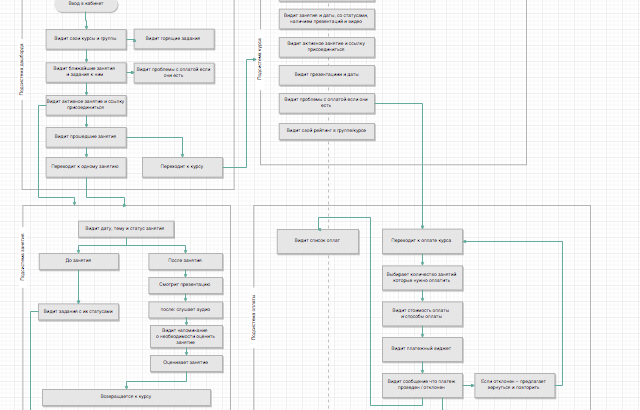 Вход в кабинет
Подсистема дашборда
Видит свои курсы и группы
Видит горящие задания
Видит ближайшие занятия
и задания к ним
Видит проблемы с оплатой если
они есть
Видит активное занятие и ссылку
присоединиться
Видит прошедшие занятия
Переходит к одному занятию
Переходит к курсу
Подсистема курса
Видит занятие и даты, со статусами,
наличием презентаций и видео
Видит активное занятие и ссылку
присоединиться
Видит презентации и даты
Видит проблемы с оплатой если они
есть
Видит свой рейтинг в группе/курсе
Подсистема занятия
Видит дату, тему и статус занятия
До занятия
После занятия
Смотрит презентацию
после: слушает аудио
Видит задания с их статусами
Видит напоминание
о необходимости оценить
занятие
Оценивает занятие
Возвращается к курсу
Подсистема оплаты
Видит список оплат
Переходит к оплате курса
Выбирает количество занятий
которые нужно оплатить
Видит стоимость оплаты
и способы оплаты
Видит платежный виджет
Видит сообщение что платеж
проведен / отклонен
Если отклонен – предлагает
вернуться и повторить